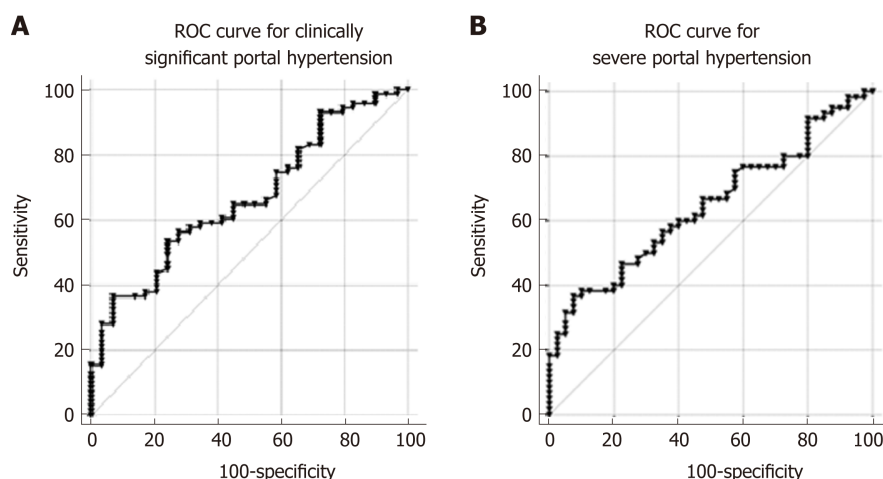 A
ROC curve for clinically
significant portal hypertension
100
80
60
40
20
0
Sensitivity
0 20 40 60 80 100
100-specificity
B
ROC curve for
severe portal hypertension
100
80
60
40
20
0
Sensitivity
0 20 40 60 80 100
100-specificity